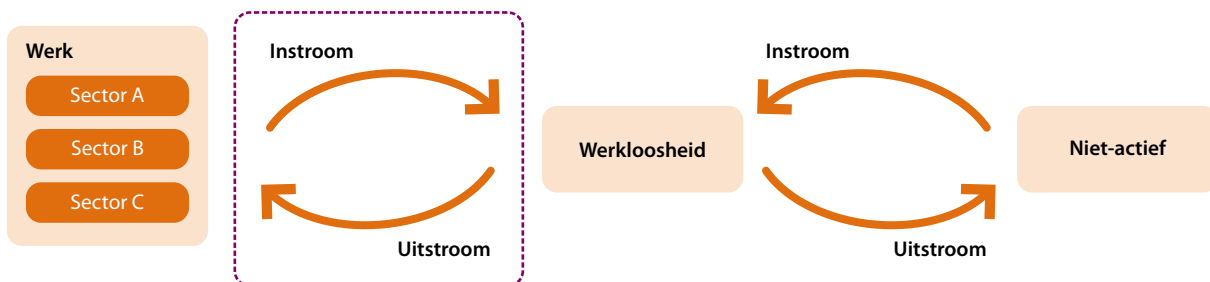 Werk
Sector A
Sector B
Sector C
Instroom
Uitstroom
Werkloosheid
Instroom
Uitstroom
Niet-actief